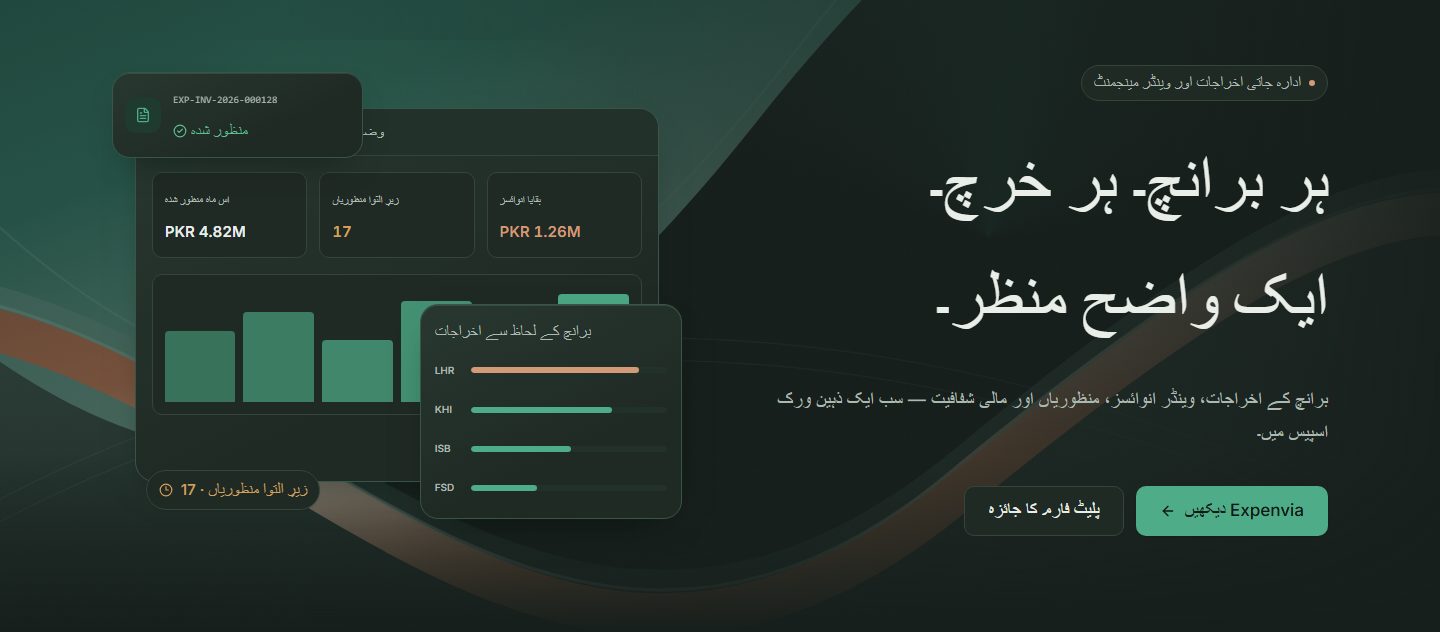 ادارہ جاتی اخراجات اور وینڈر مینجمنٹ
ہر برانچ۔ ہر خرچ۔
ایک واضح منظر۔
برانچ کے اخراجات، وینڈر انوائسز، منظوریاں اور مالی شفافیت — سب ایک ذہین ورک
اسپیس میں۔
Expenvia دیکھیں
پلیٹ فارم کا جائزہ
EXP-INV-2026-000128
منظور شدہ
بقایا انوائسز
PKR 1.26M
زیرِ التوا منظوریاں
17
اس ماہ منظور شدہ
PKR 4.82M
برانچ کے لحاظ سے اخراجات
LHR
KHI
ISB
FSD
زیرِ التوا منظوریاں · 17